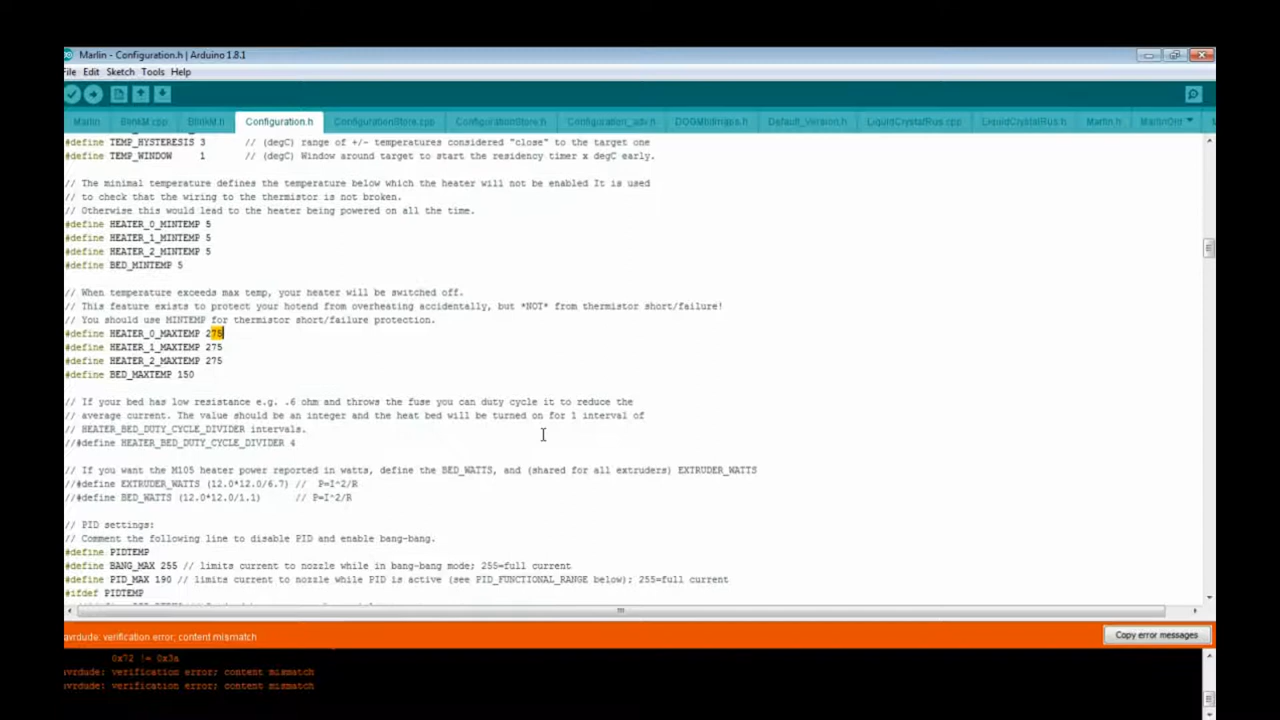 Marlin - Configuration.h | Arduino 1.8.1
File Edit Sketch Tools Help
Marlin BlinkM.cpp BlinkM.h Configuration.h ConfigurationStore.cpp ConfigurationStore.h Configuration_adv.h DOGMbitmaps.h Default_Version.h LiquidCrystalRus.cpp LiquidCrystalRus.h Marlin.h
#define TEMP_HYSTERESIS 3 // (degC) range of +/- temperatures considered "close" to the target one
#define TEMP_WINDOW 1 // (degC) Window around target to start the residency timer x degC early.
// The minimal temperature defines the temperature below which the heater will not be enabled It is used
// to check that the wiring to the thermistor is not broken.
// Otherwise this would lead to the heater being powered on all the time.
#define HEATER_0_MINTEMP 5
#define HEATER_1_MINTEMP 5
#define HEATER_2_MINTEMP 5
#define BED_MINTEMP 5
// When temperature exceeds max temp, your heater will be switched off.
// This feature exists to protect your hotend from overheating accidentally, but *NOT* from thermistor short/failure!
// You should use MINTEMP for thermistor short/failure protection.
#define HEATER_0_MAXTEMP 275
#define HEATER_1_MAXTEMP 275
#define HEATER_2_MAXTEMP 275
#define BED_MAXTEMP 150
// If your bed has low resistance e.g. .6 ohm and throws the fuse you can duty cycle it to reduce the
// average current. The value should be an integer and the heat bed will be turned on for 1 interval of
// HEATER_BED_DUTY_CYCLE_DIVIDER intervals.
//#define HEATER_BED_DUTY_CYCLE_DIVIDER 4
// If you want the M105 heater power reported in watts, define the BED_WATTS, and (shared for all extruders) EXTRUDER_WATTS
//#define EXTRUDER_WATTS (12.0*12.0/6.7) // P=I^2/R
//#define BED_WATTS (12.0*12.0/1.1) // P=I^2/R
// PID settings:
// Comment the following line to disable PID and enable bang-bang.
#define PIDTEMP
#define BANG_MAX 255 // limits current to nozzle while in bang-bang mode; 255=full current
#define PID_MAX 190 // limits current to nozzle while PID is active (see PID_FUNCTIONAL_RANGE below); 255=full current
#ifdef PIDTEMP
avrdude: verification error; content mismatch
Copy error messages
0x72 != 0x3a
avrdude: verification error; content mismatch
avrdude: verification error; content mismatch